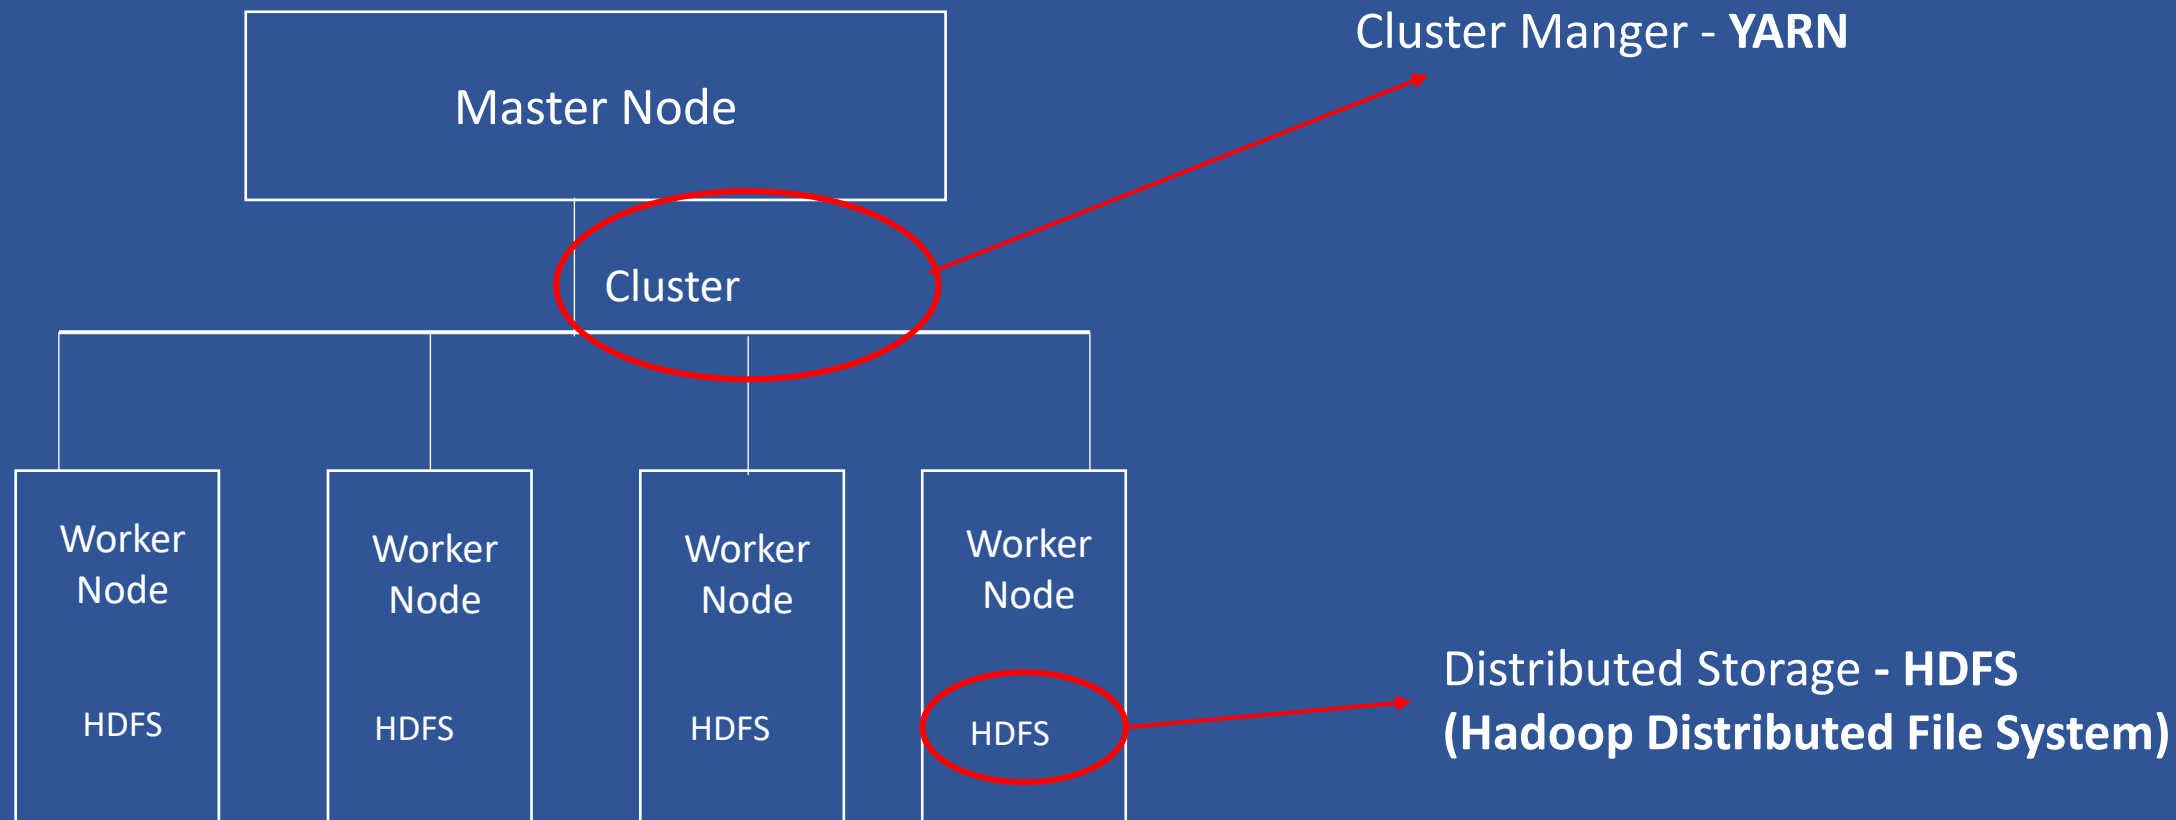 Cluster Manger - YARN
Master Node
Cluster
Worker
Node
HDFS
Worker
Node
HDFS
Worker
Node
HDFS
Worker
Node
HDFS
Distributed Storage - HDFS
(Hadoop Distributed File System)